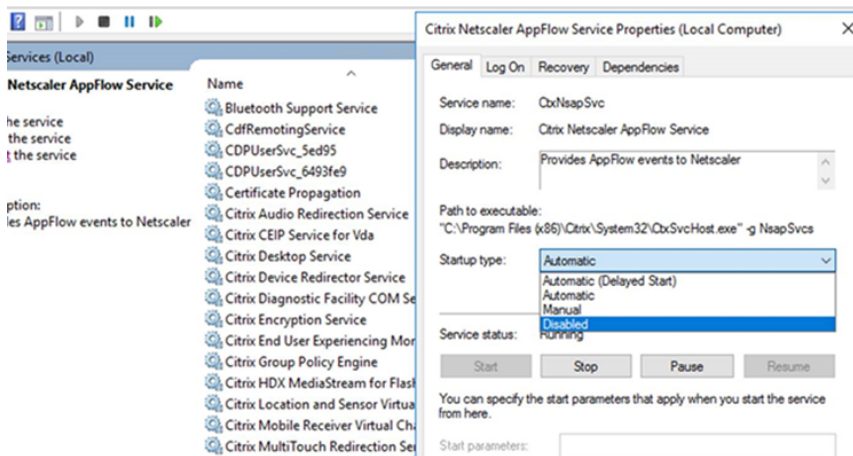 Services (Local)
Netscaler AppFlow Service
the service
the service
the service
ption:
les AppFlow events to Netscaler
Name
Bluetooth Support Service
CdfRemotingService
CDPUserSvc_5ed95
CDPUserSvc_6493fe9
Certificate Propagation
Citrix Audio Redirection Service
Citrix CEIP Service for Vda
Citrix Desktop Service
Citrix Device Redirector Service
Citrix Diagnostic Facility COM Se
Citrix Encryption Service
Citrix End User Experiencing Mor
Citrix Group Policy Engine
Citrix HDX MediaStream for Flash
Citrix Location and Sensor Virtua
Citrix Mobile Receiver Virtual Cha
Citrix MultiTouch Redirection Ser
Citrix Netscaler AppFlow Service Properties (Local Computer)
General Log On Recovery Dependencies
Service name: CtxNsapSvc
Display name: Citrix Netscaler AppFlow Service
Description: Provides AppFlow events to Netscaler
Path to executable:
"C:\Program Files (x86)\Citrix\System32\CtxSvcHost.exe" -g NsapSvcs
Startup type: Automatic
Automatic (Delayed Start)
Automatic
Manual
Disabled
Service status: Running
Start Stop Pause Resume
You can specify the start parameters that apply when you start the service
from here.
Start parameters: